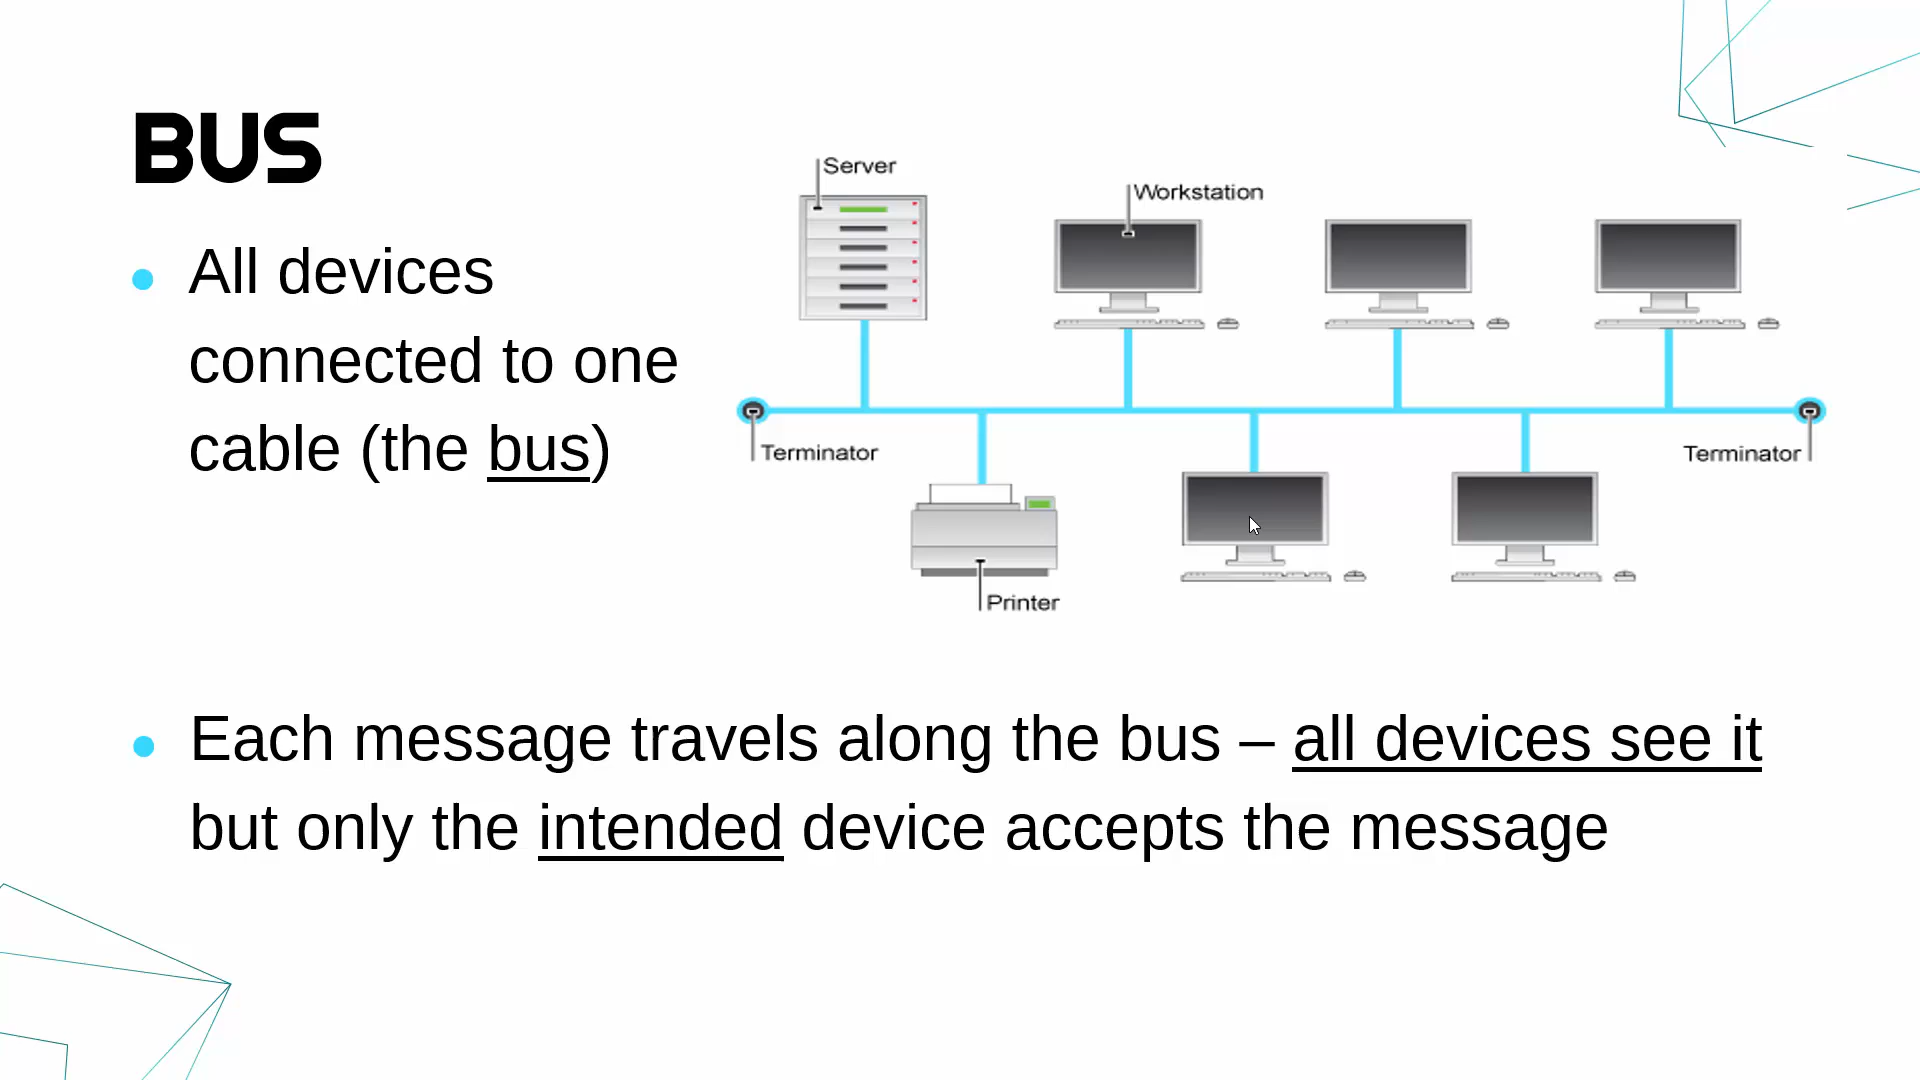 BUS
All devices
connected to one
cable (the bus)
Server
Workstation
Terminator
Terminator
Printer
Each message travels along the bus – all devices see it
but only the intended device accepts the message